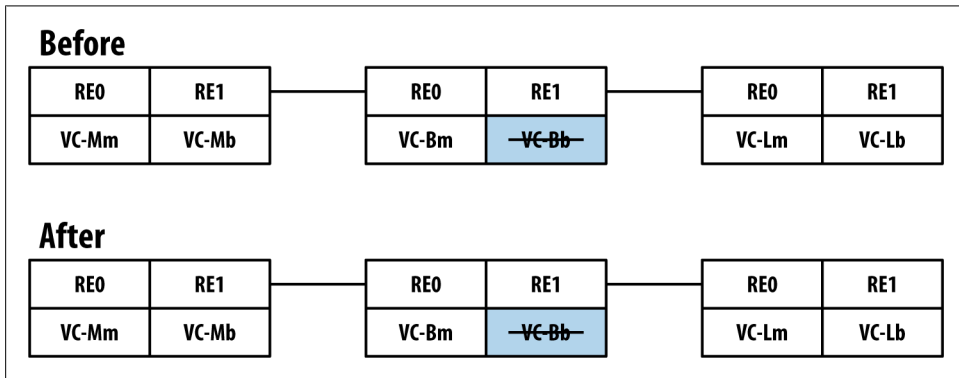 Before
RE0 RE1 RE0 RE1 RE0 RE1
VC-Mm VC-Mb VC-Bm VC-Bb VC-Lm VC-Lb
After
RE0 RE1 RE0 RE1 RE0 RE1
VC-Mm VC-Mb VC-Bm VC-Bb VC-Lm VC-Lb